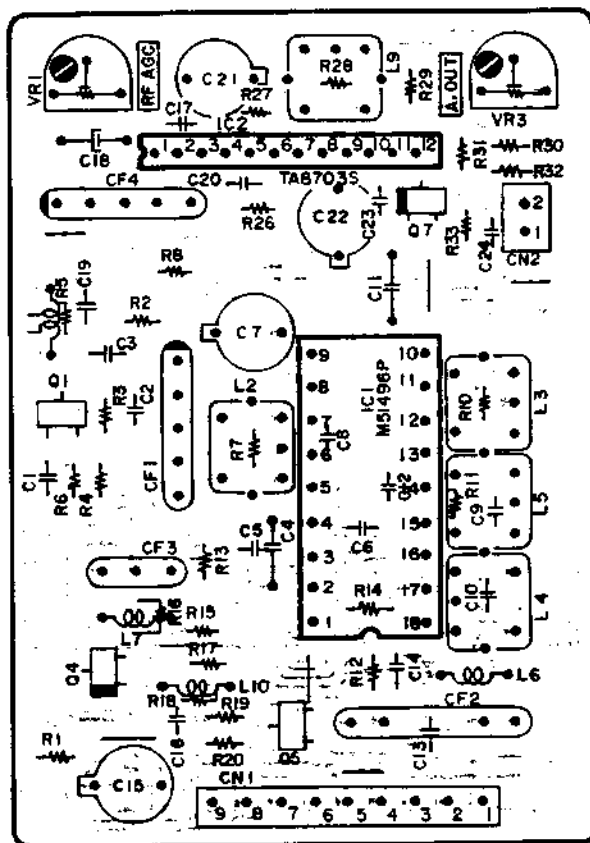 VR1
RF AGC
C21
C17
R27
IC2
R28
L9
R29
A.OUT
VR3
C18
1 2 3 4 5 6 7 8 9 10 11 12
R31
R30
R32
TA8703S
CF4
C20
R26
C22
C23
Q7
R33
C24
2
1
CN2
R8
R5
C19
R2
C11
C7
C3
Q1
R3
C2
L2
R7
9 10
8 11
7 12
6 13
5 14
4 15
3 16
2 17
1 18
IC1
M51496P
C8
C6
R14
L3
R10
R11
C9
L5
C10
L4
C1
R6
R4
CF1
C5
C4
CF3
R13
R16
L7
R15
R17
Q4
L10
R18
R19
C16
R20
R12
C14
L6
Q5
CF2
C13
R1
C15
CN1
9 8 7 6 5 4 3 2 1